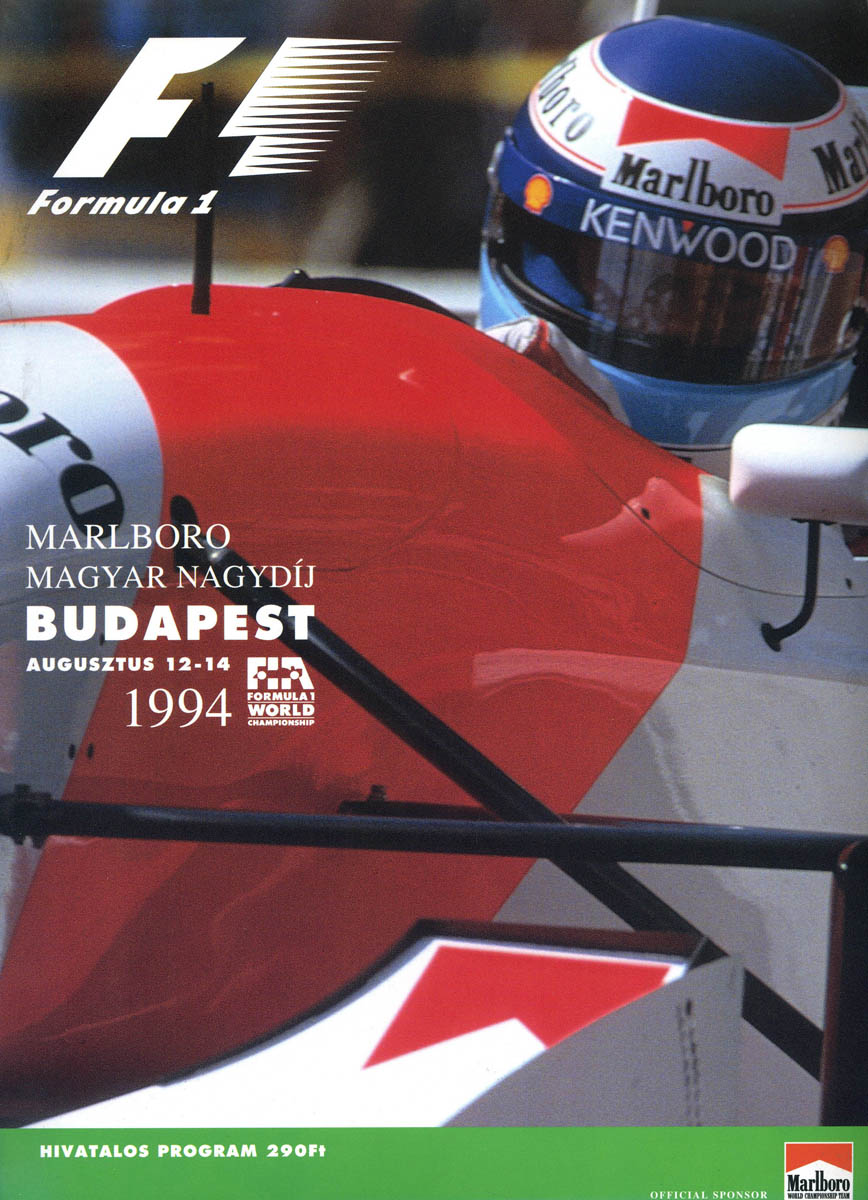 F1
Formula 1
Marlboro
Marlboro
KENWOOD
MARLBORO
MAGYAR NAGYDÍJ
BUDAPEST
AUGUSZTUS 12-14
1994
FIA
FORMULA 1
WORLD
CHAMPIONSHIP
HIVATALOS PROGRAM 290Ft
OFFICIAL SPONSOR
Marlboro
WORLD CHAMPIONSHIP TEAM